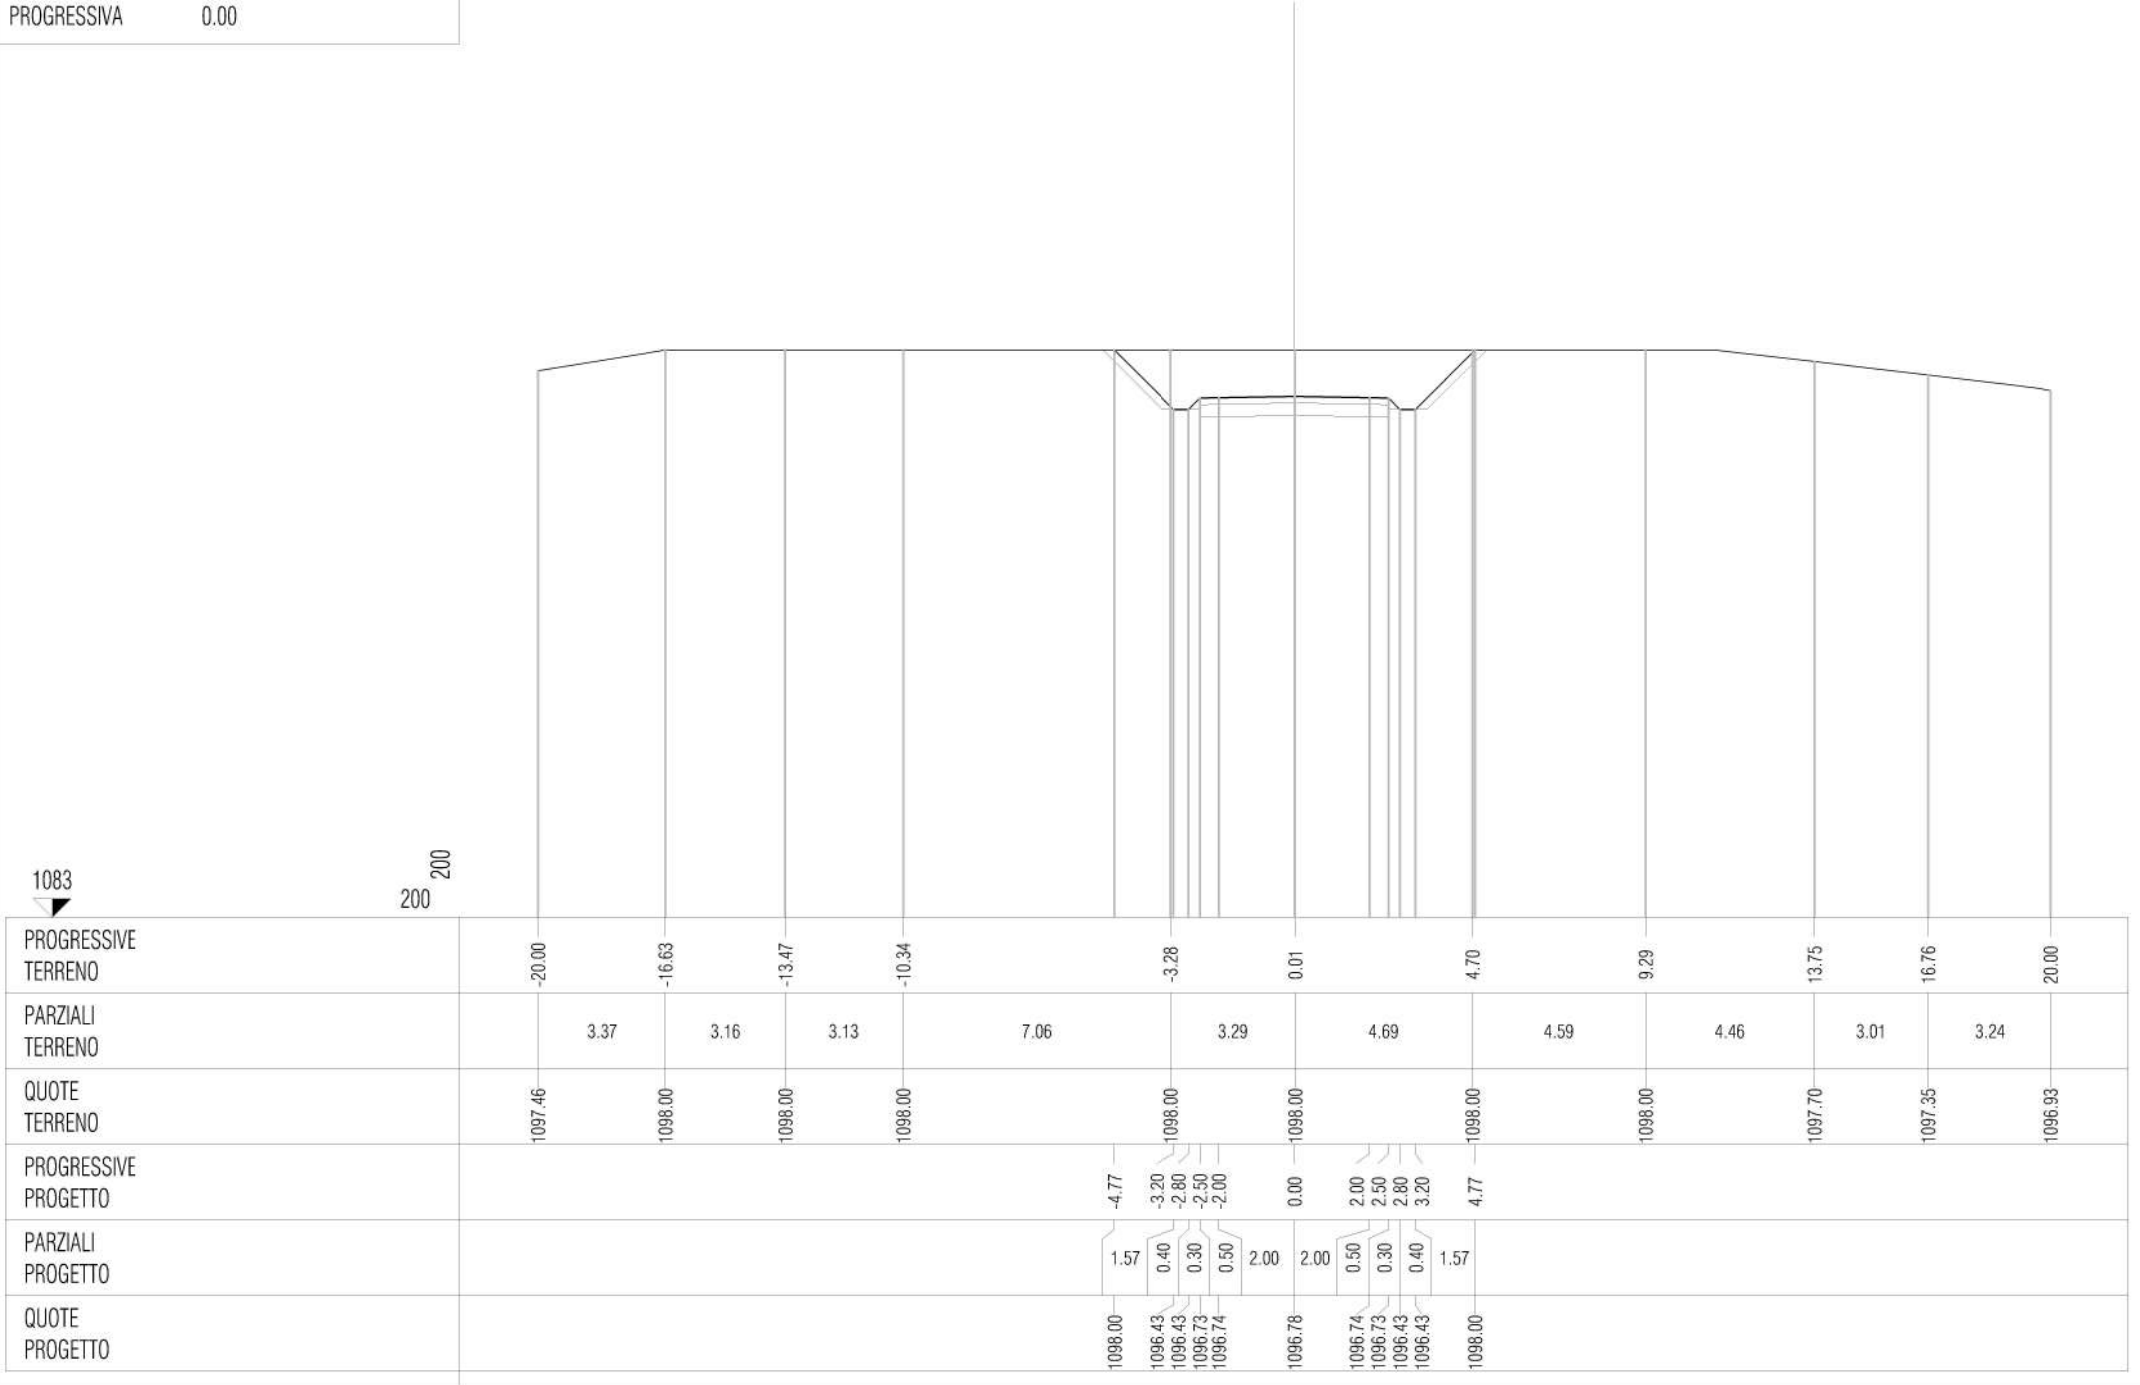 PROGRESSIVA 0.00
200
1083
200
PROGRESSIVE
TERRENO
-20.00 -16.63 -13.47 -10.34 -3.28 0.01 4.70 9.29 13.75 16.76 20.00
PARZIALI
TERRENO
3.37 3.16 3.13 7.06 3.29 4.69 4.59 4.46 3.01 3.24
QUOTE
TERRENO
1097.46 1098.00 1098.00 1098.00 1098.00 1098.00 1098.00 1098.00 1097.70 1097.35 1096.93
PROGRESSIVE
PROGETTO
-4.77 -3.20 -2.80 -2.50 -2.00 0.00 2.00 2.50 2.80 3.20 4.77
PARZIALI
PROGETTO
1.57 0.40 0.30 0.50 2.00 2.00 0.50 0.30 0.40 1.57
QUOTE
PROGETTO
1098.00 1096.43 1096.43 1096.73 1096.74 1096.78 1096.74 1096.73 1096.43 1096.43 1098.00